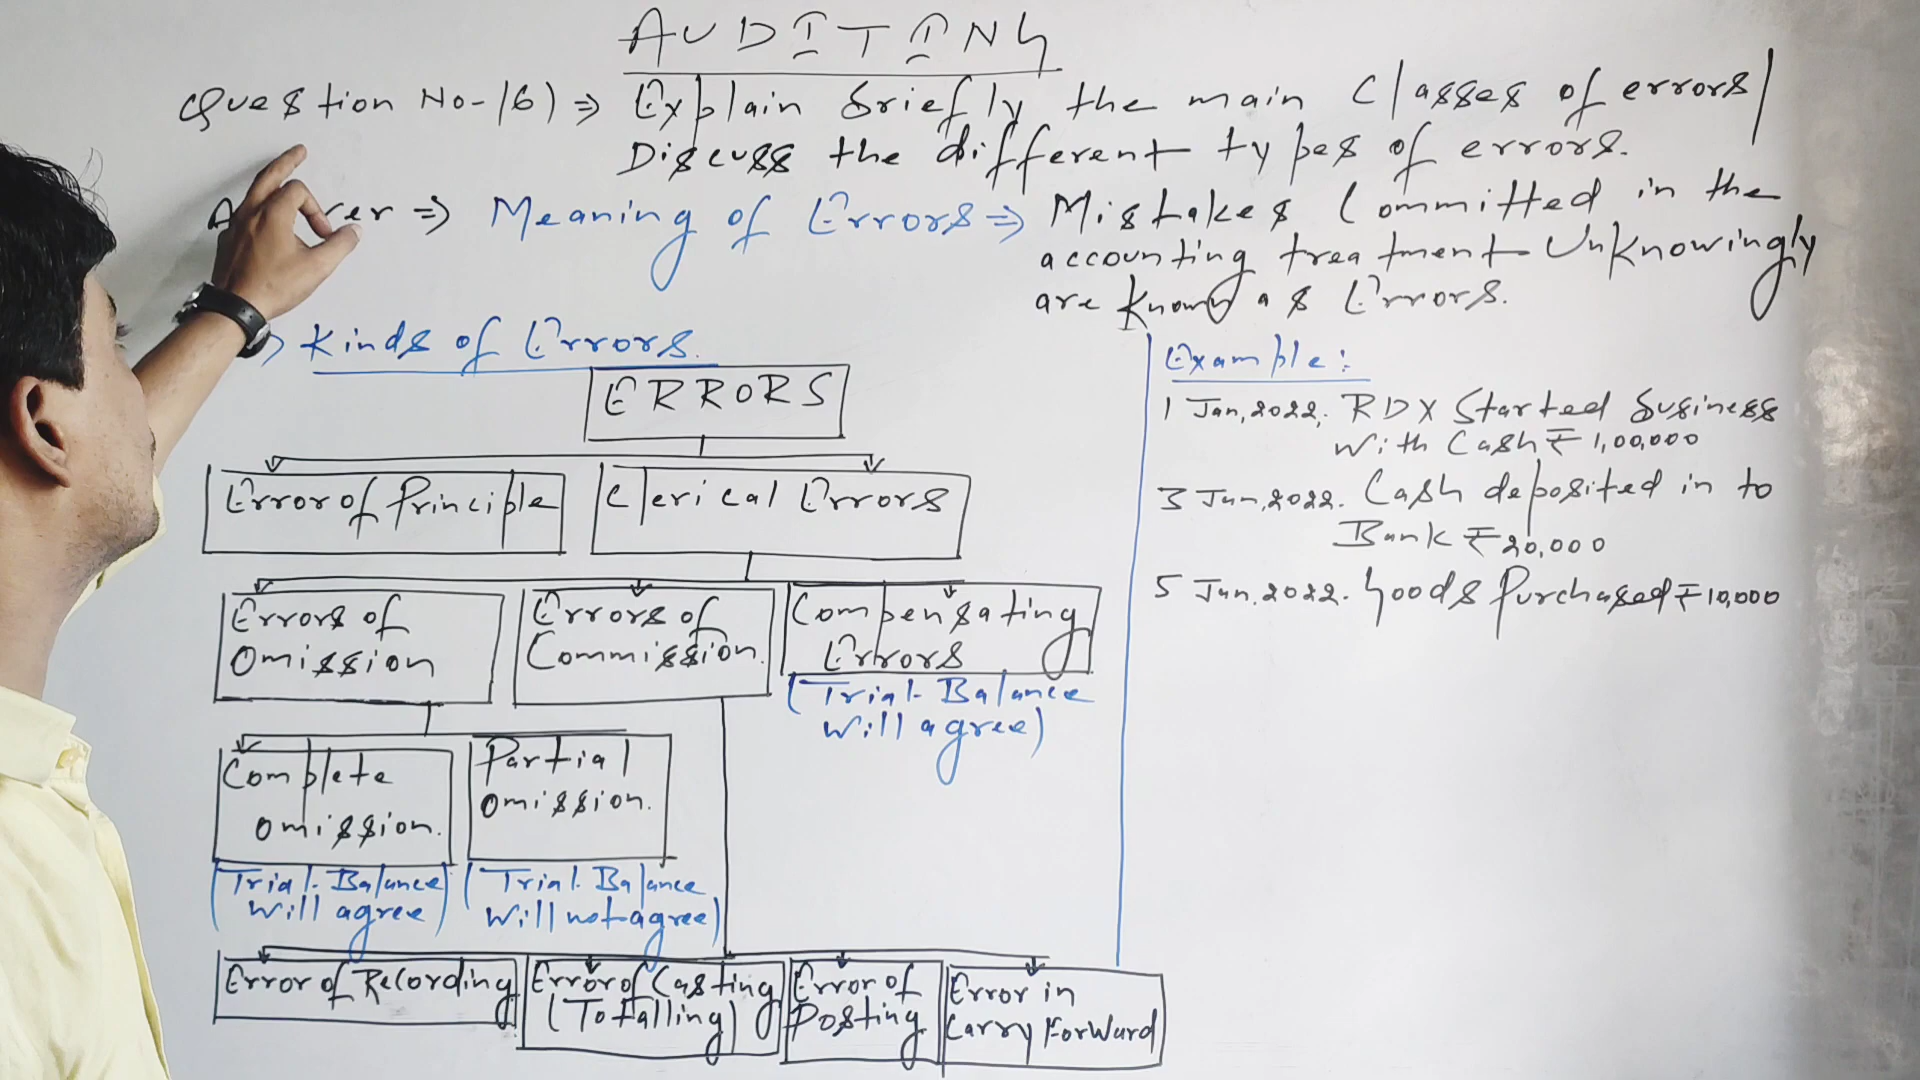 AUDITING
Question No-16) ⇒ Explain briefly the main Classes of errors/
Discuss the different types of errors.
⇒ Meaning of Errors ⇒ Mistakes Committed in the
accounting treatment Unknowingly
are known as Errors.
Kinds of Errors.
ERRORS
Error of Principle
Clerical Errors
Errors of
Omission
Errors of
Commission.
Compensating
Errors
(Trial-Balance
Will agree)
Complete
omission.
Partial
omission.
(Trial-Balance
Will agree)
(Trial-Balance
Will not agree)
Error of Recording
Error of Casting
(Totalling)
Error of
Posting
Error in
Carry Forward
Example:
1 Jan, 2022. RDX Started business
With Cash ₹ 1,00,000
3 Jan, 2022. Cash deposited in to
Bank ₹ 20,000
5 Jan, 2022. Goods Purchased ₹ 10,000